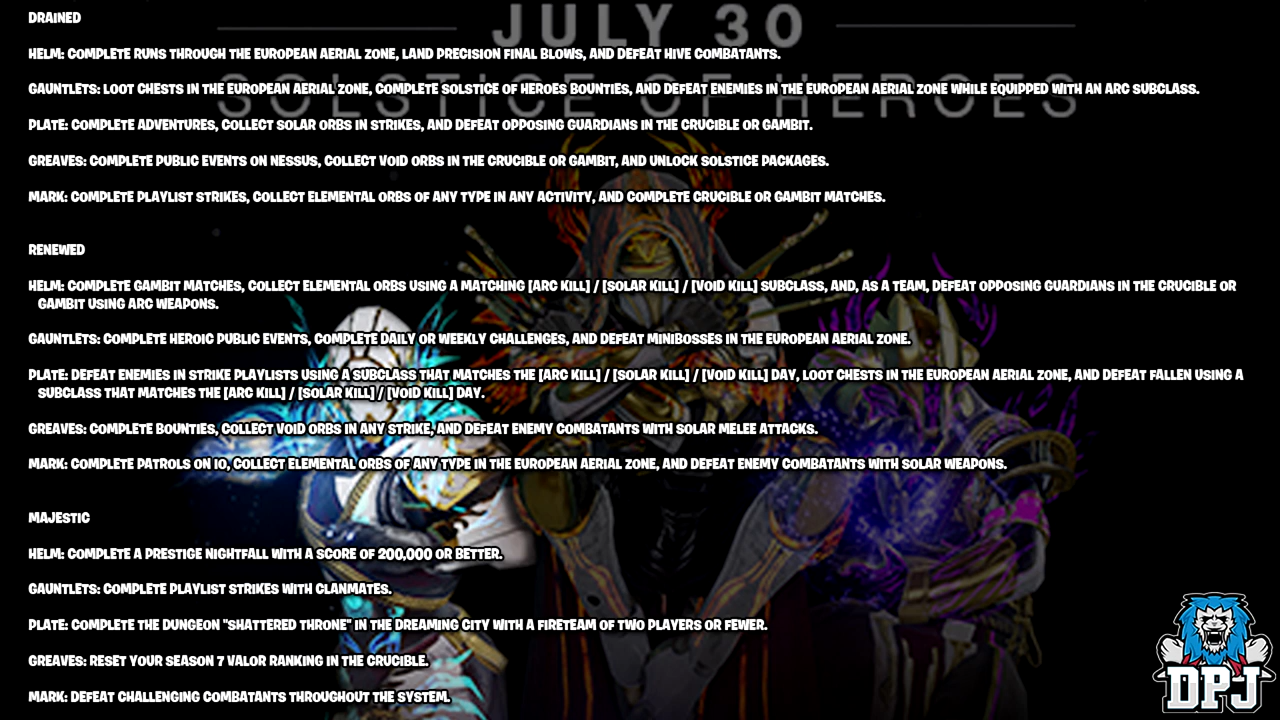 JULY 30
SOLSTICE OF HEROES
DRAINED
HELM: COMPLETE RUNS THROUGH THE EUROPEAN AERIAL ZONE, LAND PRECISION FINAL BLOWS, AND DEFEAT HIVE COMBATANTS.
GAUNTLETS: LOOT CHESTS IN THE EUROPEAN AERIAL ZONE, COMPLETE SOLSTICE OF HEROES BOUNTIES, AND DEFEAT ENEMIES IN THE EUROPEAN AERIAL ZONE WHILE EQUIPPED WITH AN ARC SUBCLASS.
PLATE: COMPLETE ADVENTURES, COLLECT SOLAR ORBS IN STRIKES, AND DEFEAT OPPOSING GUARDIANS IN THE CRUCIBLE OR GAMBIT.
GREAVES: COMPLETE PUBLIC EVENTS ON NESSUS, COLLECT VOID ORBS IN THE CRUCIBLE OR GAMBIT, AND UNLOCK SOLSTICE PACKAGES.
MARK: COMPLETE PLAYLIST STRIKES, COLLECT ELEMENTAL ORBS OF ANY TYPE IN ANY ACTIVITY, AND COMPLETE CRUCIBLE OR GAMBIT MATCHES.
RENEWED
HELM: COMPLETE GAMBIT MATCHES, COLLECT ELEMENTAL ORBS USING A MATCHING [ARC KILL] / [SOLAR KILL] / [VOID KILL] SUBCLASS, AND, AS A TEAM, DEFEAT OPPOSING GUARDIANS IN THE CRUCIBLE OR
GAMBIT USING ARC WEAPONS.
GAUNTLETS: COMPLETE HEROIC PUBLIC EVENTS, COMPLETE DAILY OR WEEKLY CHALLENGES, AND DEFEAT MINIBOSSES IN THE EUROPEAN AERIAL ZONE.
PLATE: DEFEAT ENEMIES IN STRIKE PLAYLISTS USING A SUBCLASS THAT MATCHES THE [ARC KILL] / [SOLAR KILL] / [VOID KILL] DAY, LOOT CHESTS IN THE EUROPEAN AERIAL ZONE, AND DEFEAT FALLEN USING A
SUBCLASS THAT MATCHES THE [ARC KILL] / [SOLAR KILL] / [VOID KILL] DAY.
GREAVES: COMPLETE BOUNTIES, COLLECT VOID ORBS IN ANY STRIKE, AND DEFEAT ENEMY COMBATANTS WITH SOLAR MELEE ATTACKS.
MARK: COMPLETE PATROLS ON IO, COLLECT ELEMENTAL ORBS OF ANY TYPE IN THE EUROPEAN AERIAL ZONE, AND DEFEAT ENEMY COMBATANTS WITH SOLAR WEAPONS.
MAJESTIC
HELM: COMPLETE A PRESTIGE NIGHTFALL WITH A SCORE OF 200,000 OR BETTER.
GAUNTLETS: COMPLETE PLAYLIST STRIKES WITH CLANMATES.
PLATE: COMPLETE THE DUNGEON "SHATTERED THRONE" IN THE DREAMING CITY WITH A FIRETEAM OF TWO PLAYERS OR FEWER.
GREAVES: RESET YOUR SEASON 7 VALOR RANKING IN THE CRUCIBLE.
MARK: DEFEAT CHALLENGING COMBATANTS THROUGHOUT THE SYSTEM.
DPJ